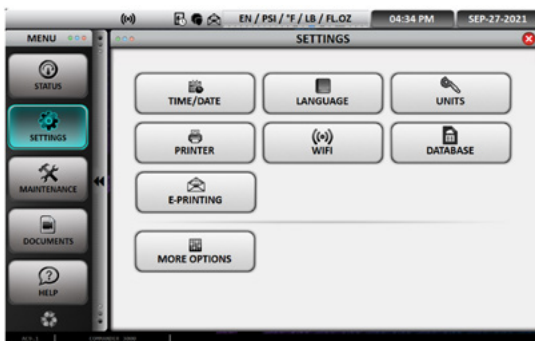 EN / PSI / °F / LB / FL.OZ
04:34 PM
SEP-27-2021
MENU
SETTINGS
STATUS
SETTINGS
MAINTENANCE
DOCUMENTS
HELP
TIME/DATE
LANGUAGE
UNITS
PRINTER
WIFI
DATABASE
E-PRINTING
MORE OPTIONS